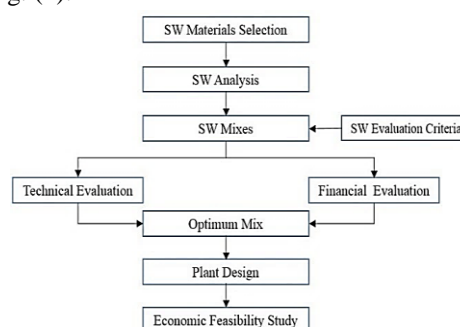 SW Materials Selection
SW Analysis
SW Mixes
SW Evaluation Criteria
Technical Evaluation
Financial Evaluation
Optimum Mix
Plant Design
Economic Feasibility Study